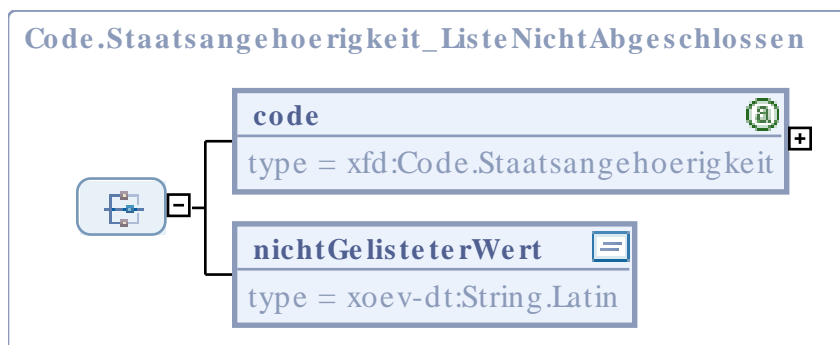 Code.Staatsangehoerigkeit_ListeNichtAbgeschlossen
code
type = xfd:Code.Staatsangehoerigkeit
nichtGelisteterWert
type = xoev-dt:String.Latin